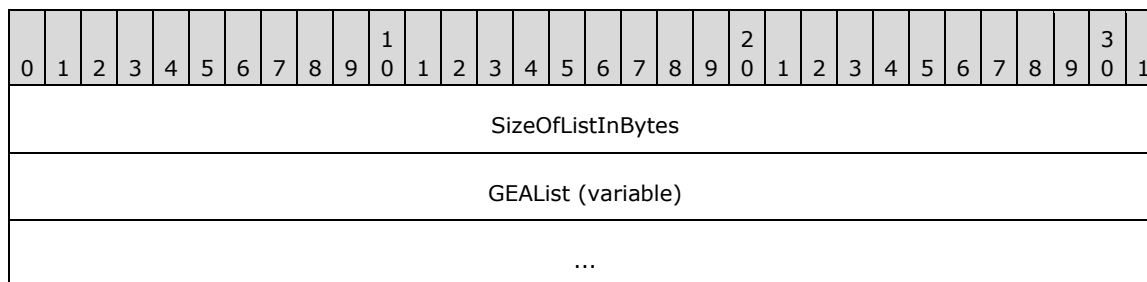 1 2 3
0 1 2 3 4 5 6 7 8 9 0 1 2 3 4 5 6 7 8 9 0 1 2 3 4 5 6 7 8 9 0 1
SizeOfListInBytes
GEAList (variable)
...